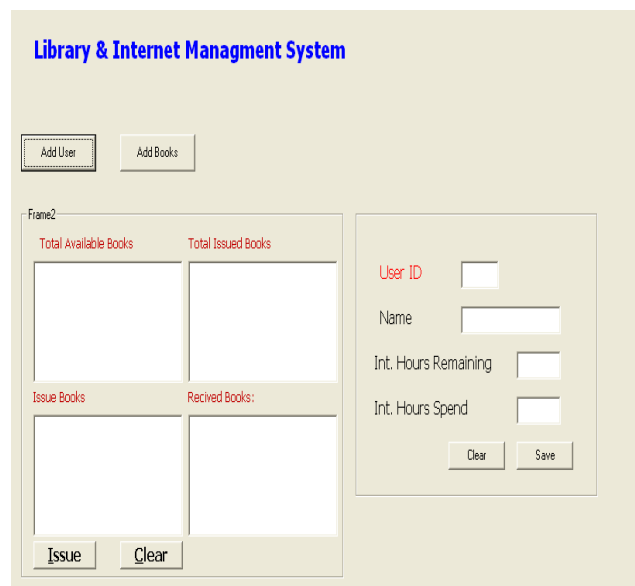 Library & Internet Managment System
Add User
Add Books
Frame2
Total Available Books
Total Issued Books
Issue Books
Recived Books:
Issue
Clear
User ID
Name
Int. Hours Remaining
Int. Hours Spend
Clear
Save